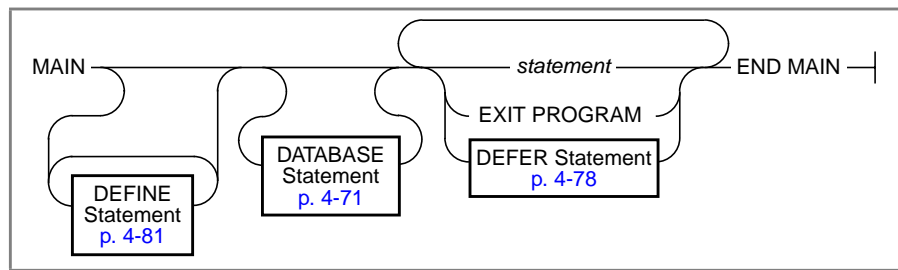 MAIN
statement
END MAIN
EXIT PROGRAM
DEFINE
Statement
p. 4-81
DATABASE
Statement
p. 4-71
DEFER Statement
p. 4-78